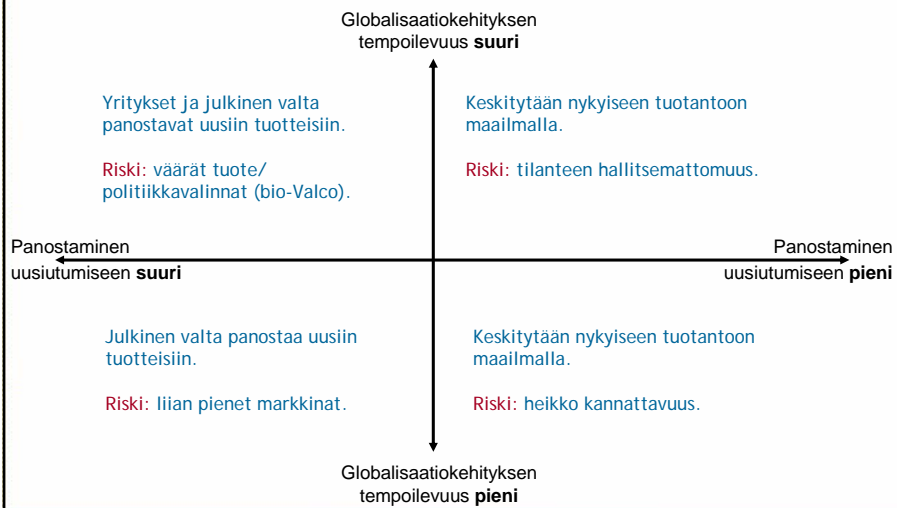 Globalisaatiokehityksen
tempoilevuus suuri
Yritykset ja julkinen valta
panostavat uusiin tuotteisiin.
Riski: väärät tuote/
politiikkavalinnat (bio-Valco).
Keskitytään nykyiseen tuotantoon
maailmalla.
Riski: tilanteen hallitsemattomuus.
Panostaminen
uusiutumiseen suuri
Panostaminen
uusiutumiseen pieni
Julkinen valta panostaa uusiin
tuotteisiin.
Riski: liian pienet markkinat.
Keskitytään nykyiseen tuotantoon
maailmalla.
Riski: heikko kannattavuus.
Globalisaatiokehityksen
tempoilevuus pieni